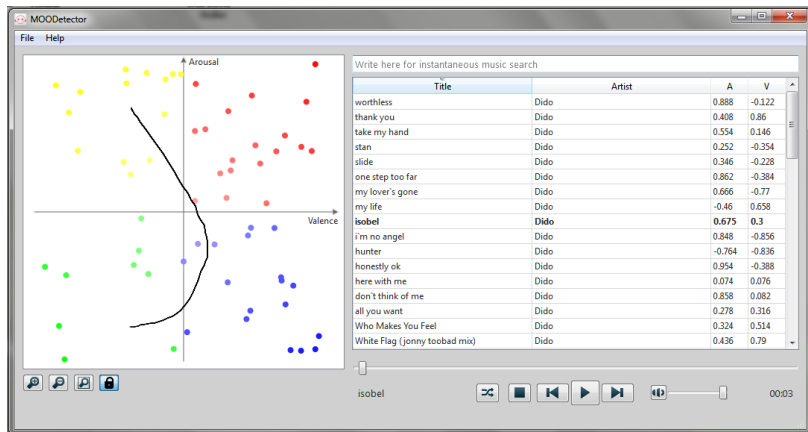 MOODetector
File Help
Arousal
Valence
Write here for instantaneous music search
Title Artist A V
worthless Dido 0.888 -0.122
thank you Dido 0.408 0.86
take my hand Dido 0.554 0.146
stan Dido 0.252 -0.354
slide Dido 0.346 -0.228
one step too far Dido 0.862 -0.384
my lover's gone Dido 0.666 -0.77
my life Dido -0.46 0.658
isobel Dido 0.675 0.3
i'm no angel Dido 0.848 -0.856
hunter Dido -0.764 -0.836
honestly ok Dido 0.954 -0.388
here with me Dido 0.074 0.076
don't think of me Dido 0.858 0.082
all you want Dido 0.278 0.316
Who Makes You Feel Dido 0.324 0.514
White Flag (jonny toobad mix) Dido 0.436 0.79
isobel
00:03